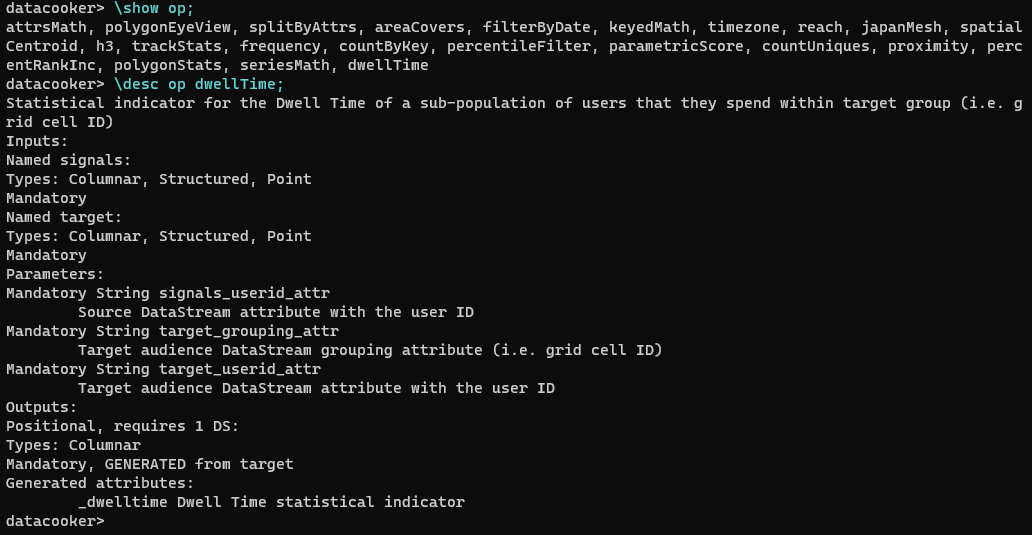 datacooker> \show op;
attrsMath, polygonEyeView, splitByAttrs, areaCovers, filterByDate, keyedMath, timezone, reach, japanMesh, spatial
Centroid, h3, trackStats, frequency, countByKey, percentileFilter, parametricScore, countUniques, proximity, perc
entRankInc, polygonStats, seriesMath, dwellTime
datacooker> \desc op dwellTime;
Statistical indicator for the Dwell Time of a sub-population of users that they spend within target group (i.e. g
rid cell ID)
Inputs:
Named signals:
Types: Columnar, Structured, Point
Mandatory
Named target:
Types: Columnar, Structured, Point
Mandatory
Parameters:
Mandatory String signals_userid_attr
        Source DataStream attribute with the user ID
Mandatory String target_grouping_attr
        Target audience DataStream grouping attribute (i.e. grid cell ID)
Mandatory String target_userid_attr
        Target audience DataStream attribute with the user ID
Outputs:
Positional, requires 1 DS:
Types: Columnar
Mandatory, GENERATED from target
Generated attributes:
        _dwelltime Dwell Time statistical indicator
datacooker>